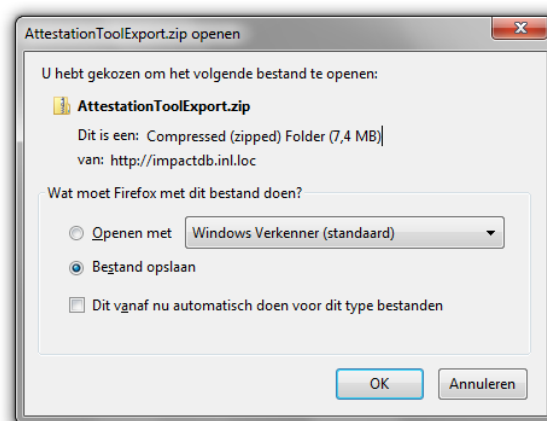 AttestationToolExport.zip openen
U hebt gekozen om het volgende bestand te openen:
AttestationToolExport.zip
Dit is een: Compressed (zipped) Folder (7,4 MB)
van: http://impactdb.inl.loc
Wat moet Firefox met dit bestand doen?
Openen met Windows Verkenner (standaard)
Bestand opslaan
Dit vanaf nu automatisch doen voor dit type bestanden
OK Annuleren